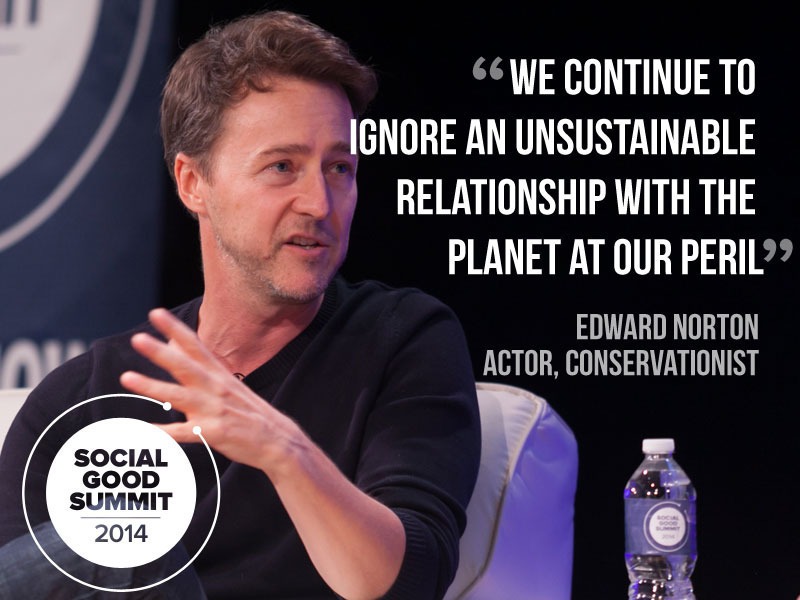 “WE CONTINUE TO
IGNORE AN UNSUSTAINABLE
RELATIONSHIP WITH THE
PLANET AT OUR PERIL”
EDWARD NORTON
ACTOR, CONSERVATIONIST
SOCIAL
GOOD
SUMMIT
2014
SOCIAL
GOOD
SUMMIT
2014